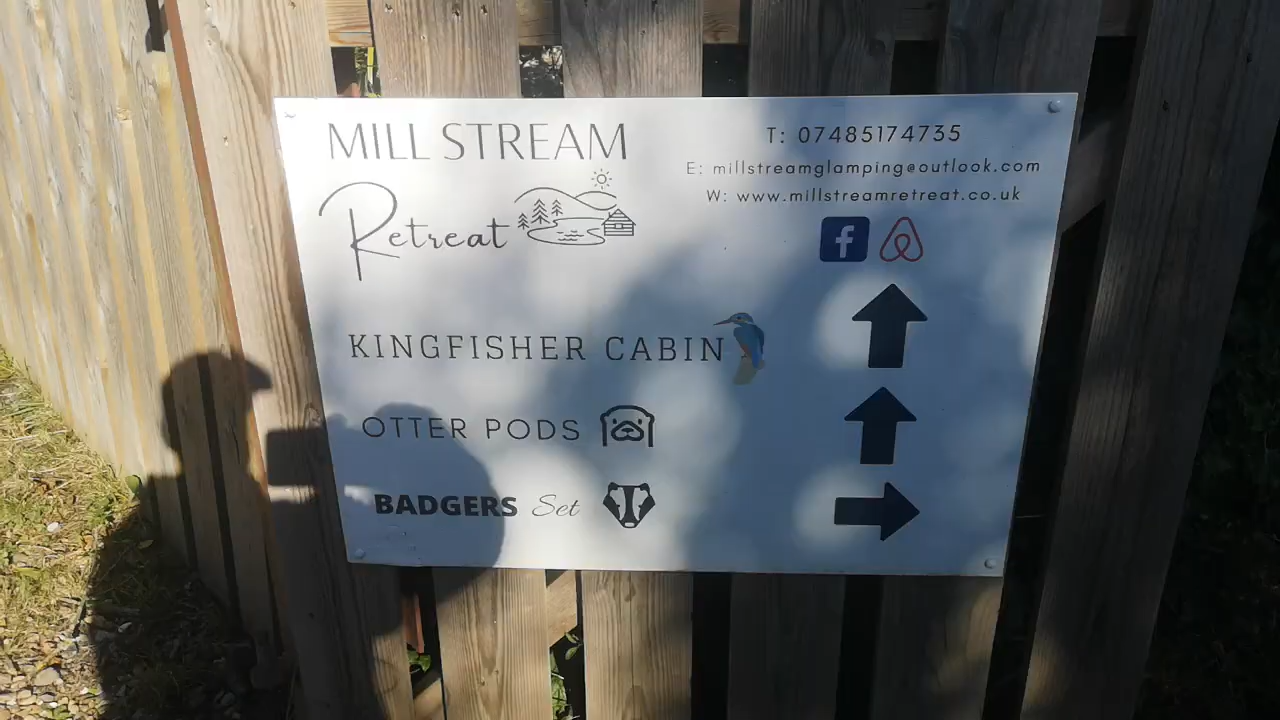 MILL STREAM
Retreat
T: 07485174735
E: millstreamglamping@outlook.com
W: www.millstreamretreat.co.uk
f
KINGFISHER CABIN
OTTER PODS
BADGERS Set